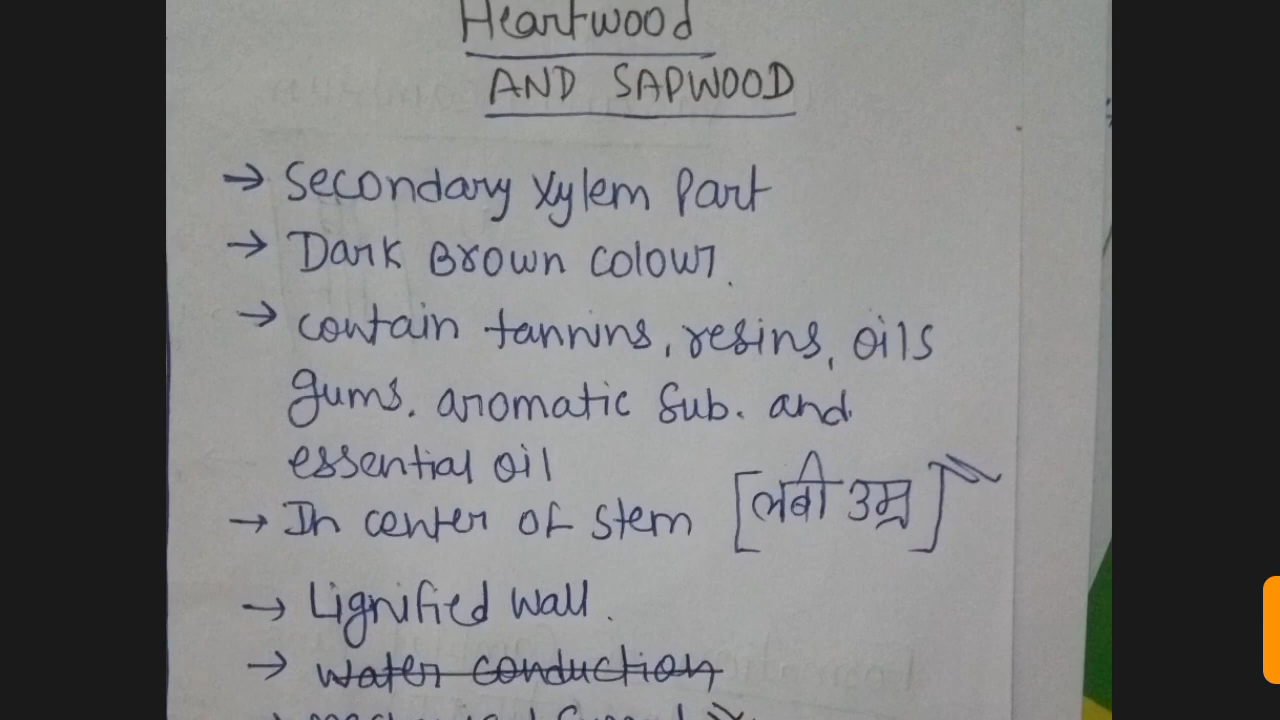 Heartwood
AND SAPWOOD
→ Secondary Xylem Part
→ Dark Brown colour.
→ contain tannins, resins, oils
gums. aromatic Sub. and
essential oil
→ In center of stem [लबी उम्र]
→ Lignified wall.
→ water conduction